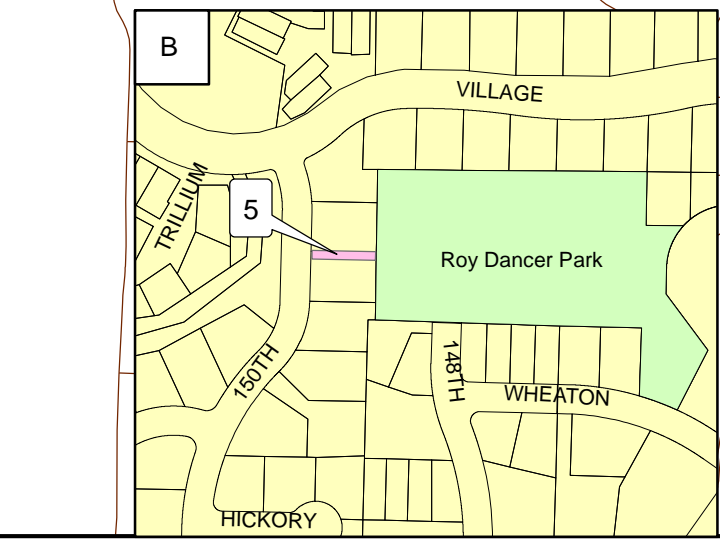 B
VILLAGE
TRILLIUM
5
Roy Dancer Park
150TH
148TH
WHEATON
HICKORY